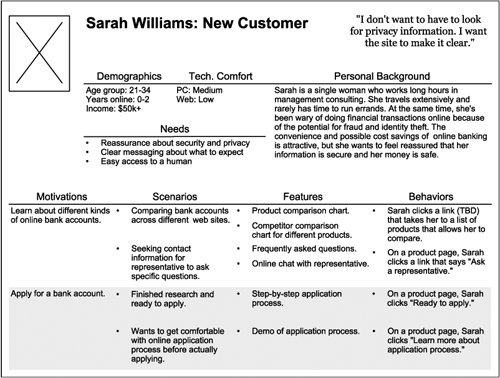 Sarah Williams: New Customer
"I don't want to have to look
for privacy information. I want
the site to make it clear."
Demographics
Age group: 21-34
Years online: 0-2
Income: $50k+
Tech. Comfort
PC: Medium
Web: Low
Needs
• Reassurance about security and privacy
• Clear messaging about what to expect
• Easy access to a human
Personal Background
Sarah is a single woman who works long hours in
management consulting. She travels extensively and
rarely has time to run errands. At the same time, she's
been wary of doing financial transactions online because
of the potential for fraud and identity theft. The
convenience and possible cost savings of online banking
is attractive, but she wants to feel reassured that her
information is secure and her money is safe.
Motivations
Scenarios
Features
Behaviors
Learn about different kinds
of online bank accounts.
• Comparing bank accounts
across different web sites.
• Seeking contact
information for
representative to ask
specific questions.
• Product comparison chart.
• Competitor comparison
chart for different products.
• Frequently asked questions.
• Online chat with representative.
• Sarah clicks a link (TBD)
that takes her to a list of
products that allows her to
compare.
• On a product page, Sarah
clicks a link that says "Ask
a representative."
Apply for a bank account.
• Finished research and
ready to apply.
• Wants to get comfortable
with online application
process before actually
applying.
• Step-by-step application
process.
• Demo of application process.
• On a product page, Sarah
clicks "Ready to apply."
• On a product page, Sarah
clicks "Learn more about
application process."